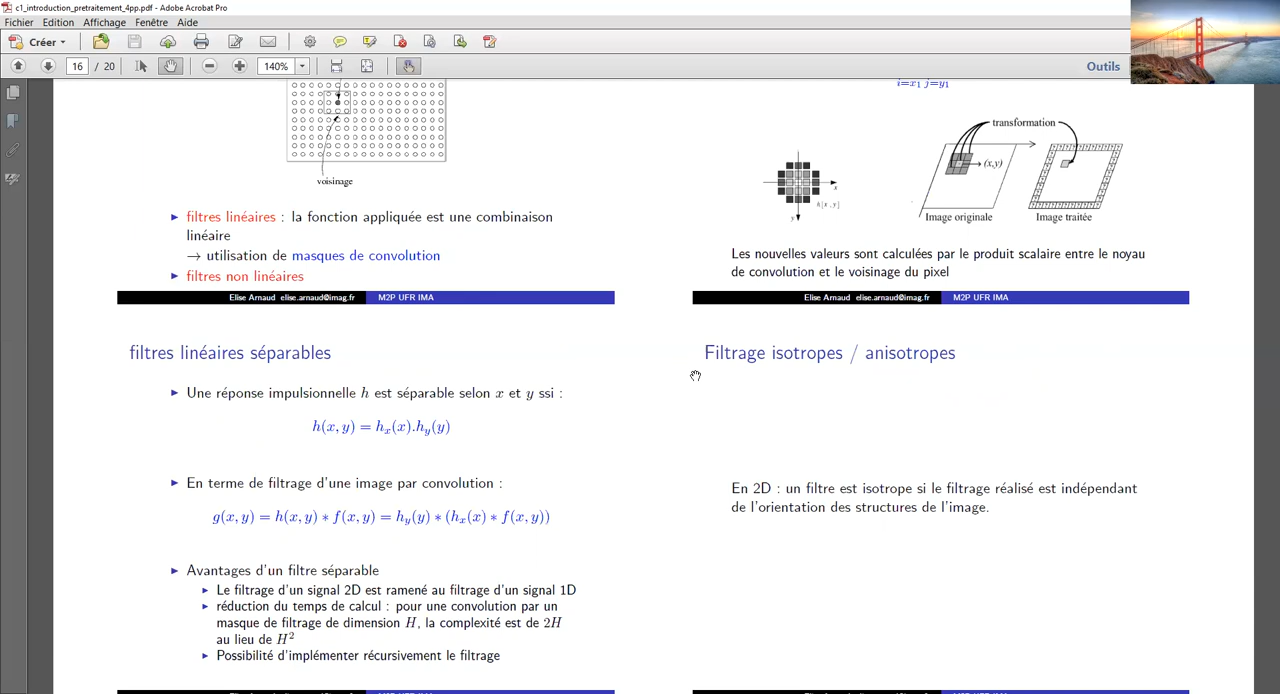 c1_introduction_pretraitement_4pp.pdf - Adobe Acrobat Pro
Fichier Edition Affichage Fenêtre Aide
Créer
16 / 20 140% Outils
voisinage
▸ filtres linéaires : la fonction appliquée est une combinaison
linéaire
→ utilisation de masques de convolution
▸ filtres non linéaires
Elise Arnaud elise.arnaud@imag.fr M2P UFR IMA
i=x₁ j=y₁
transformation
(x,y)
x
y
h[x,y]
Image originale Image traitée
Les nouvelles valeurs sont calculées par le produit scalaire entre le noyau
de convolution et le voisinage du pixel
Elise Arnaud elise.arnaud@imag.fr M2P UFR IMA
filtres linéaires séparables
▸ Une réponse impulsionnelle h est séparable selon x et y ssi :
h(x, y) = hₓ(x).h_y(y)
▸ En terme de filtrage d'une image par convolution :
g(x, y) = h(x, y) ∗ f(x, y) = h_y(y) ∗ (hₓ(x) ∗ f(x, y))
▸ Avantages d'un filtre séparable
▸ Le filtrage d'un signal 2D est ramené au filtrage d'un signal 1D
▸ réduction du temps de calcul : pour une convolution par un
masque de filtrage de dimension H, la complexité est de 2H
au lieu de H²
▸ Possibilité d'implémenter récursivement le filtrage
Filtrage isotropes / anisotropes
En 2D : un filtre est isotrope si le filtrage réalisé est indépendant
de l'orientation des structures de l'image.